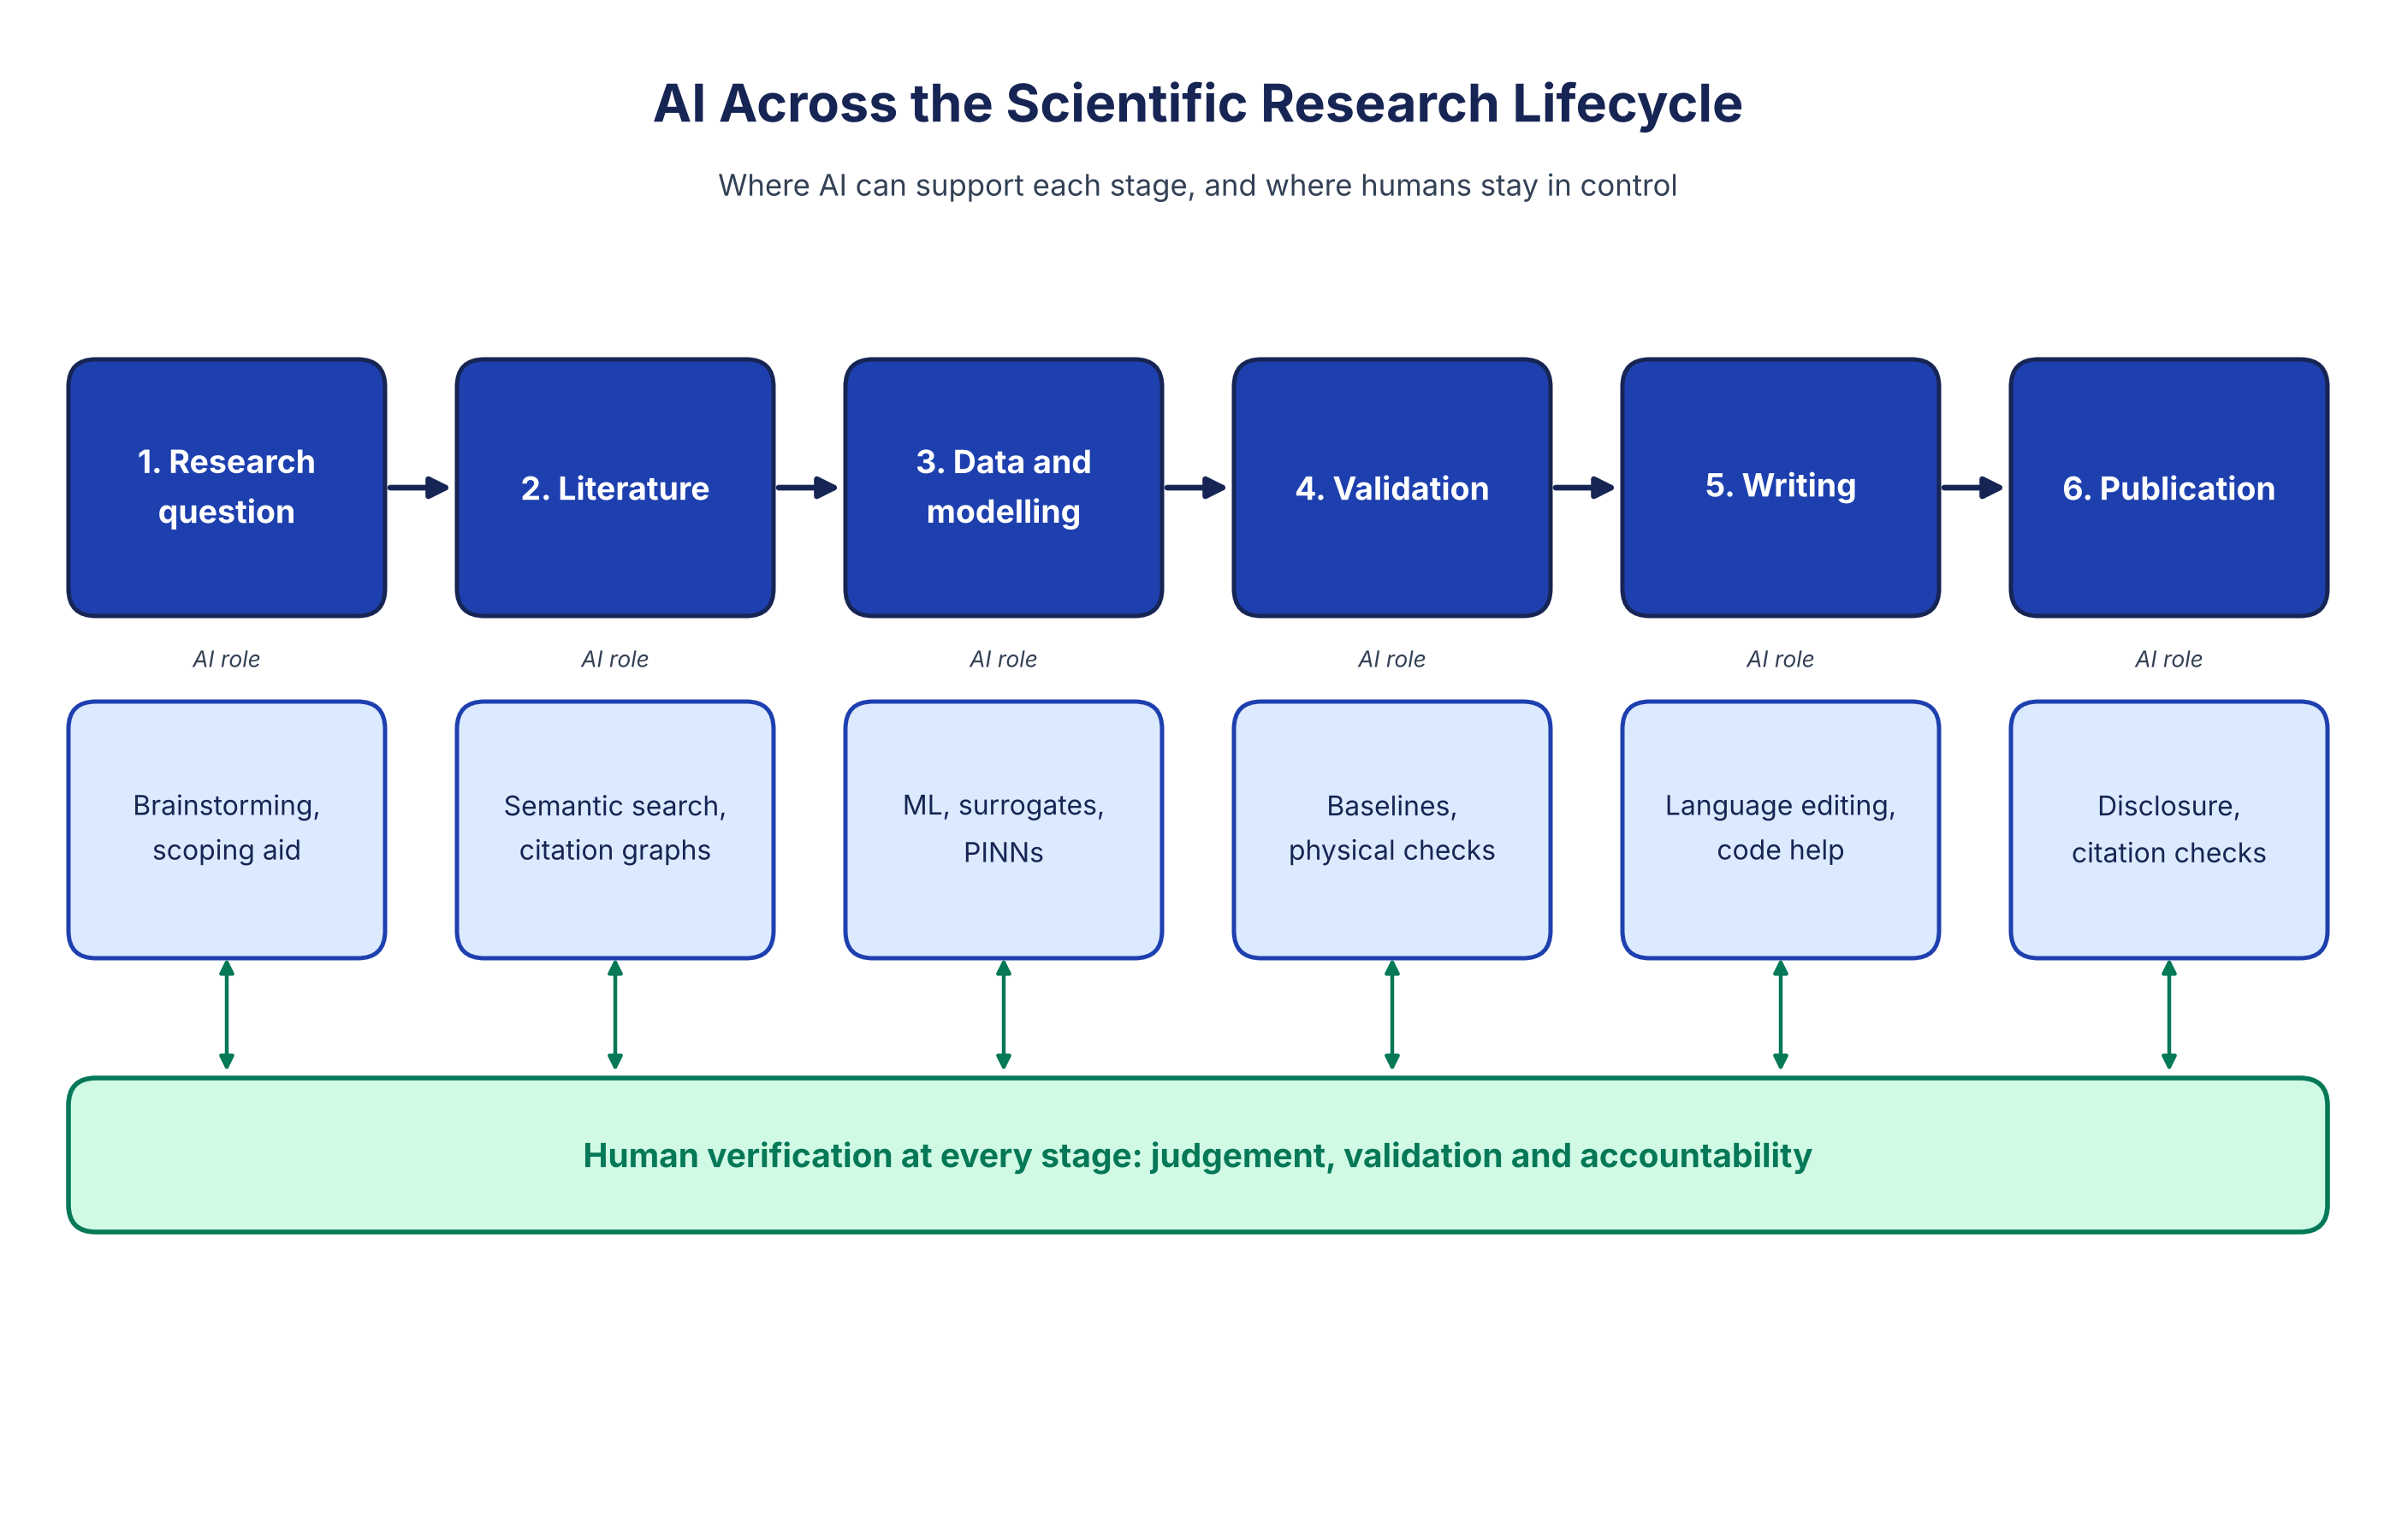 AI Across the Scientific Research Lifecycle
Where AI can support each stage, and where humans stay in control
1. Research
question
2. Literature
3. Data and
modelling
4. Validation
5. Writing
6. Publication
AI role
AI role
AI role
AI role
AI role
AI role
Brainstorming,
scoping aid
Semantic search,
citation graphs
ML, surrogates,
PINNs
Baselines,
physical checks
Language editing,
code help
Disclosure,
citation checks
Human verification at every stage: judgement, validation and accountability